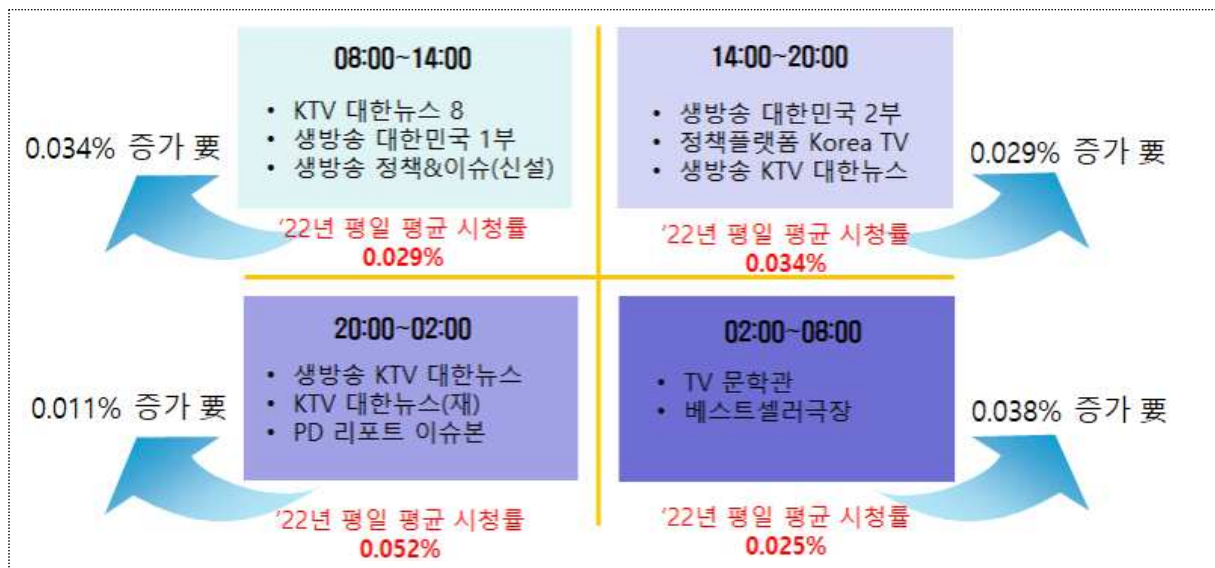 08:00~14:00
• KTV 대한뉴스 8
• 생방송 대한민국 1부
• 생방송 정책&이슈(신설)
0.034% 증가 要
‘22년 평일 평균 시청률
0.029%
14:00~20:00
• 생방송 대한민국 2부
• 정책플랫폼 Korea TV
• 생방송 KTV 대한뉴스
0.029% 증가 要
‘22년 평일 평균 시청률
0.034%
20:00~02:00
• 생방송 KTV 대한뉴스
• KTV 대한뉴스(재)
• PD 리포트 이슈본
0.011% 증가 要
‘22년 평일 평균 시청률
0.052%
02:00~08:00
• TV 문학관
• 베스트셀러극장
0.038% 증가 要
‘22년 평일 평균 시청률
0.025%